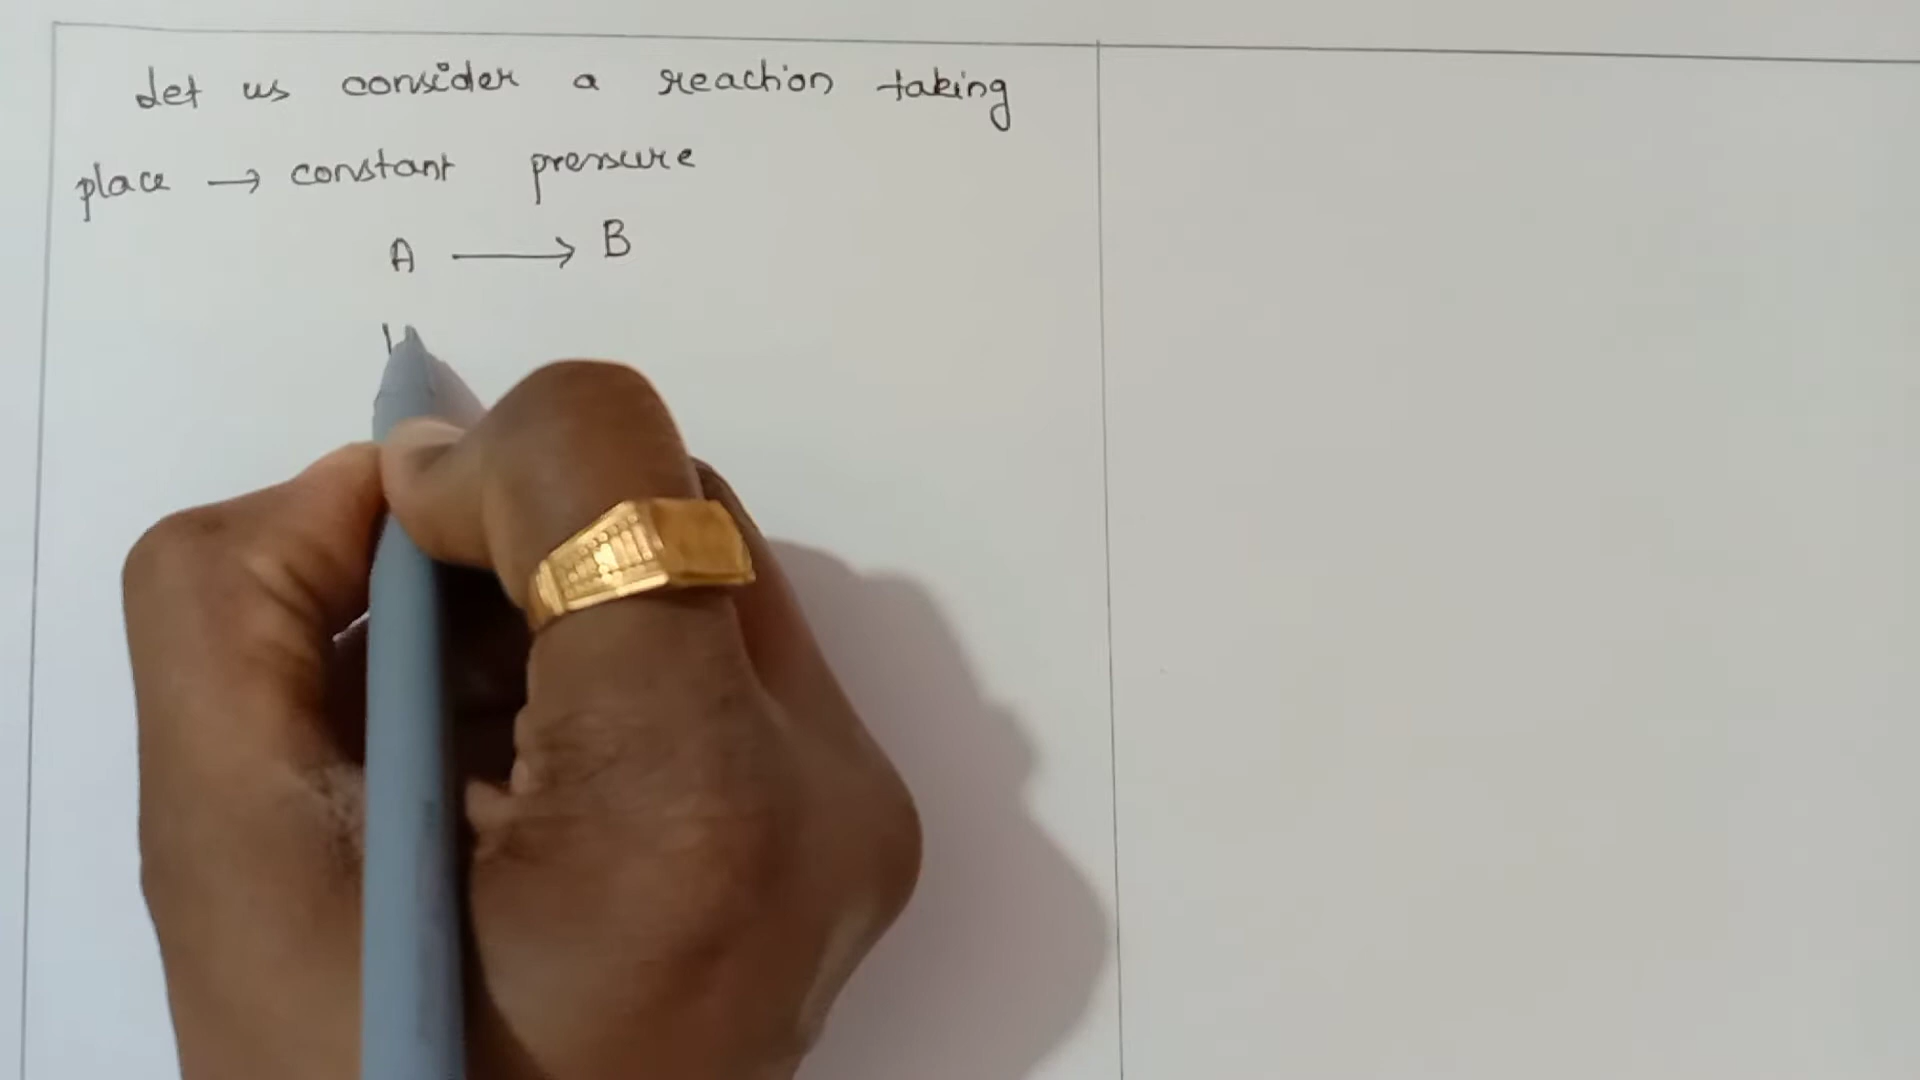 Let us consider a reaction taking
place → constant pressure
A ⟶ B